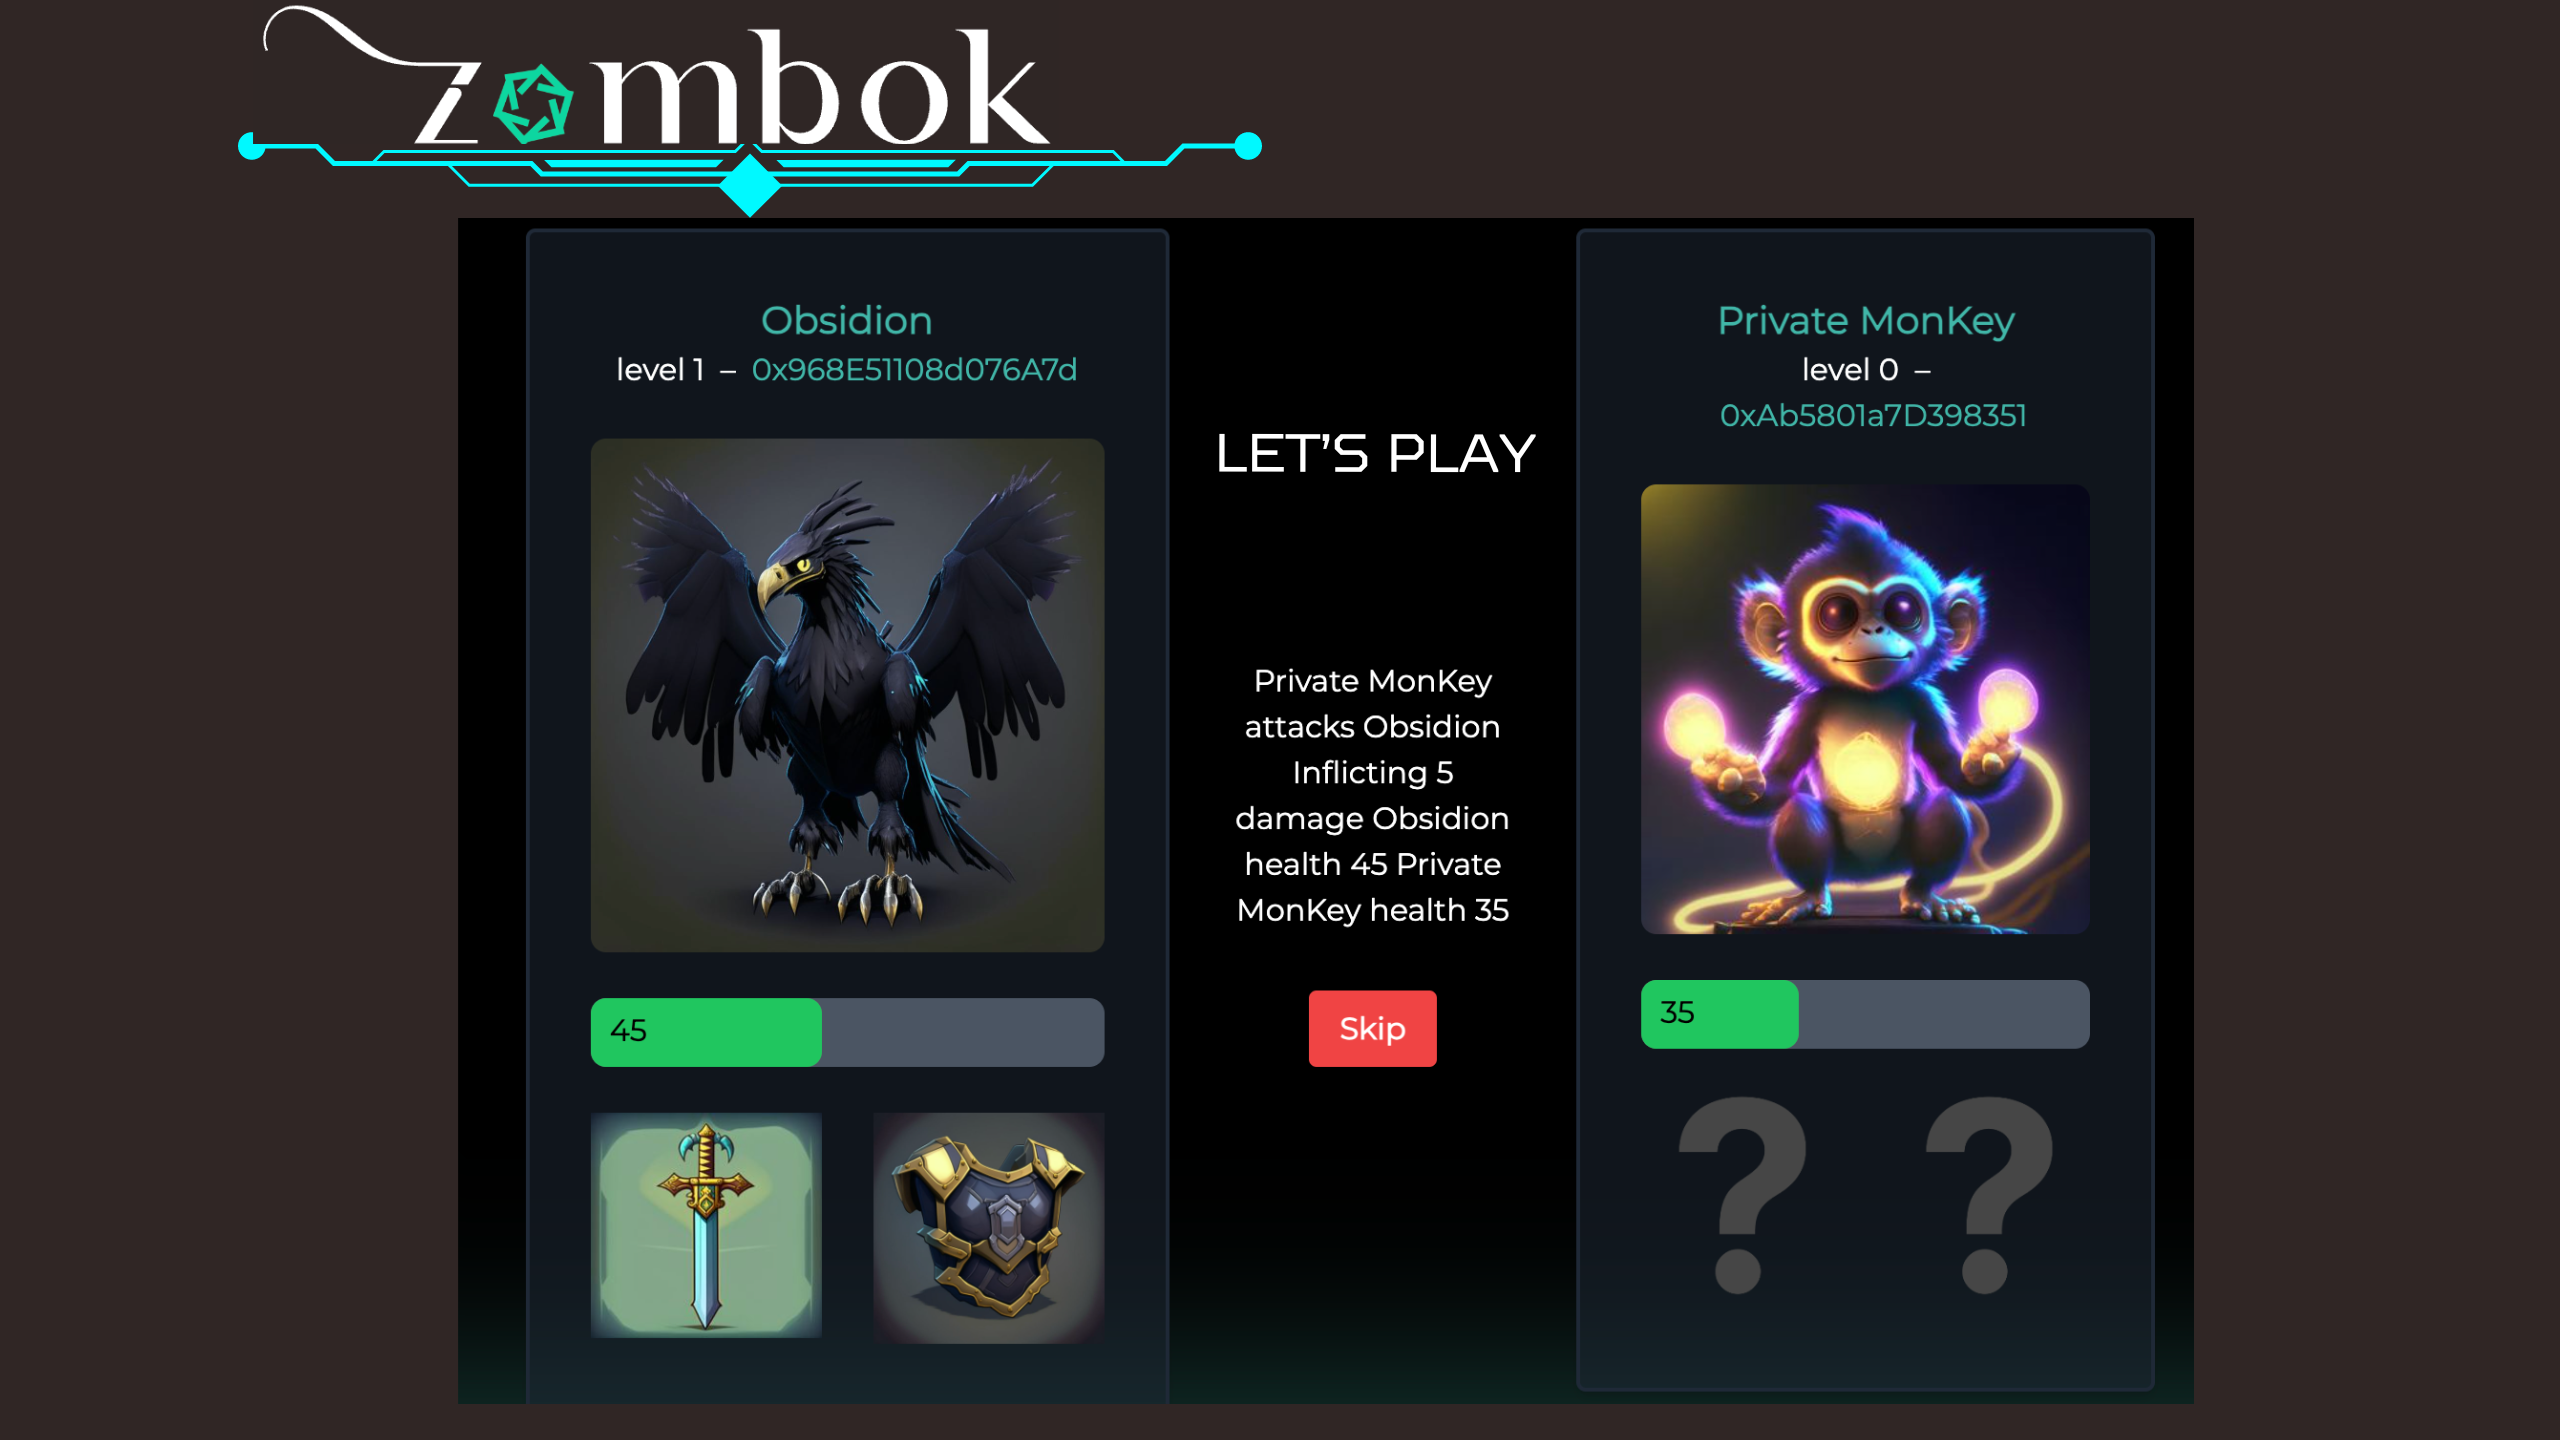 zombok
Obsidion
level 1 – 0x968E51108d076A7d
45
LET'S PLAY
Private MonKey
attacks Obsidion
Inflicting 5
damage Obsidion
health 45 Private
MonKey health 35
Skip
Private MonKey
level 0 –
0xAb5801a7D398351
35
? ?